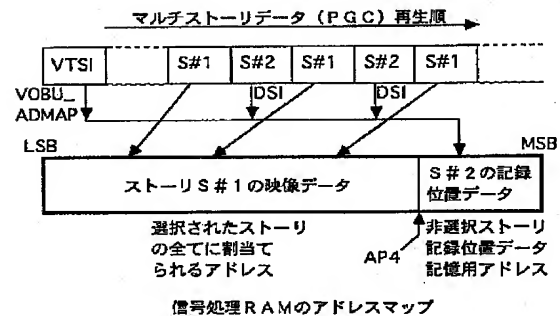 マルチストーリデータ（PGC）再生順
VTSI S#1 S#2 S#1 S#2 S#1
VOBU_
ADMAP
DSI DSI
LSB MSB
ストーリS#1の映像データ
S#2の記録
位置データ
選択されたストーリ
の全てに割当て
られるアドレス
AP4
非選択ストーリ
記録位置データ
記憶用アドレス
信号処理RAMのアドレスマップ